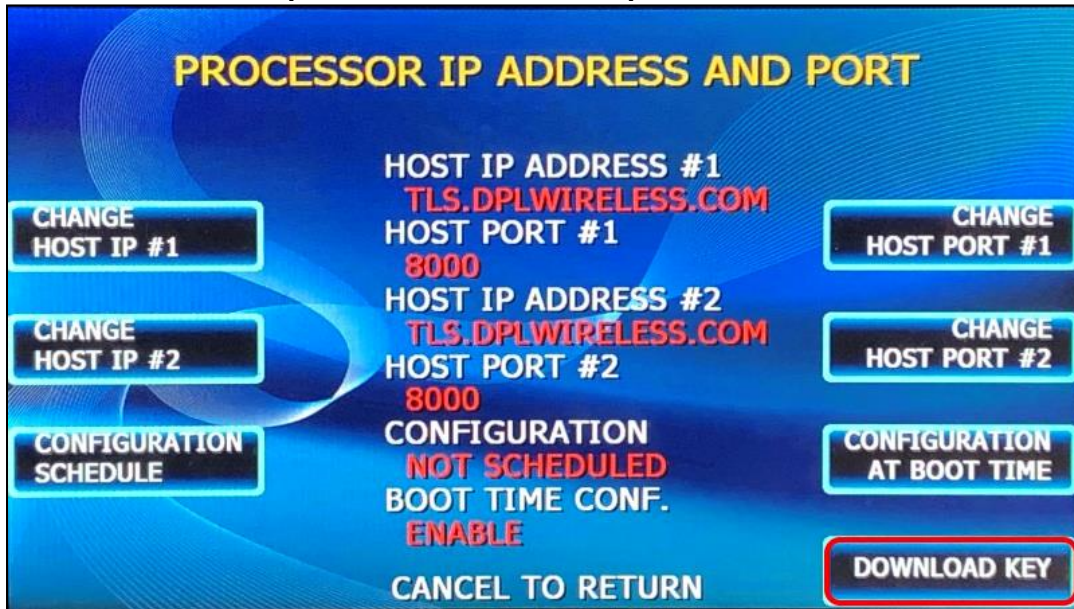 PROCESSOR IP ADDRESS AND PORT
HOST IP ADDRESS #1
TLS.DPLWIRELESS.COM
CHANGE
HOST IP #1
HOST PORT #1
8000
CHANGE
HOST PORT #1
HOST IP ADDRESS #2
TLS.DPLWIRELESS.COM
CHANGE
HOST IP #2
HOST PORT #2
8000
CHANGE
HOST PORT #2
CONFIGURATION
SCHEDULE
CONFIGURATION
NOT SCHEDULED
CONFIGURATION
AT BOOT TIME
BOOT TIME CONF.
ENABLE
CANCEL TO RETURN
DOWNLOAD KEY